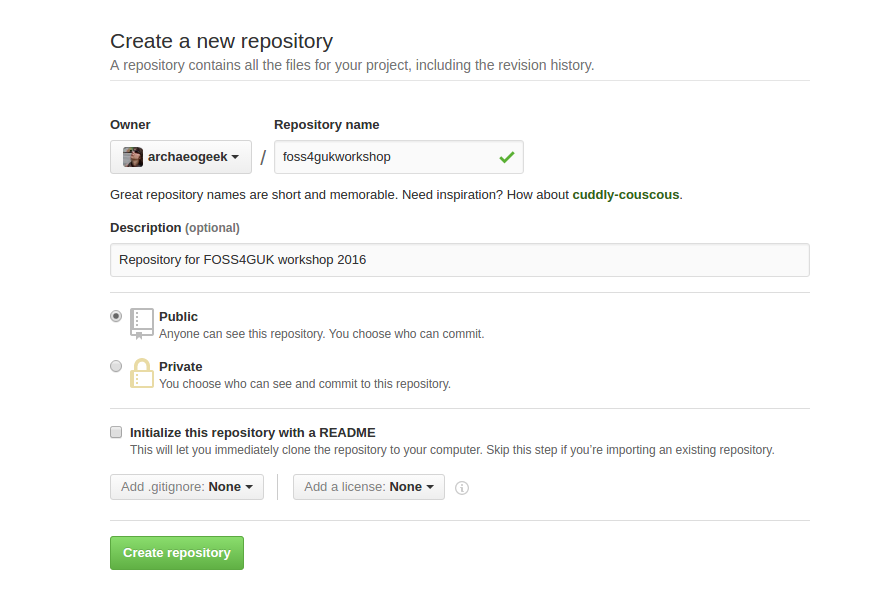 Create a new repository
A repository contains all the files for your project, including the revision history.
Owner Repository name
archaeogeek / foss4gukworkshop
Great repository names are short and memorable. Need inspiration? How about cuddly-couscous.
Description (optional)
Repository for FOSS4GUK workshop 2016
Public
Anyone can see this repository. You choose who can commit.
Private
You choose who can see and commit to this repository.
Initialize this repository with a README
This will let you immediately clone the repository to your computer. Skip this step if you’re importing an existing repository.
Add .gitignore: None Add a license: None
Create repository